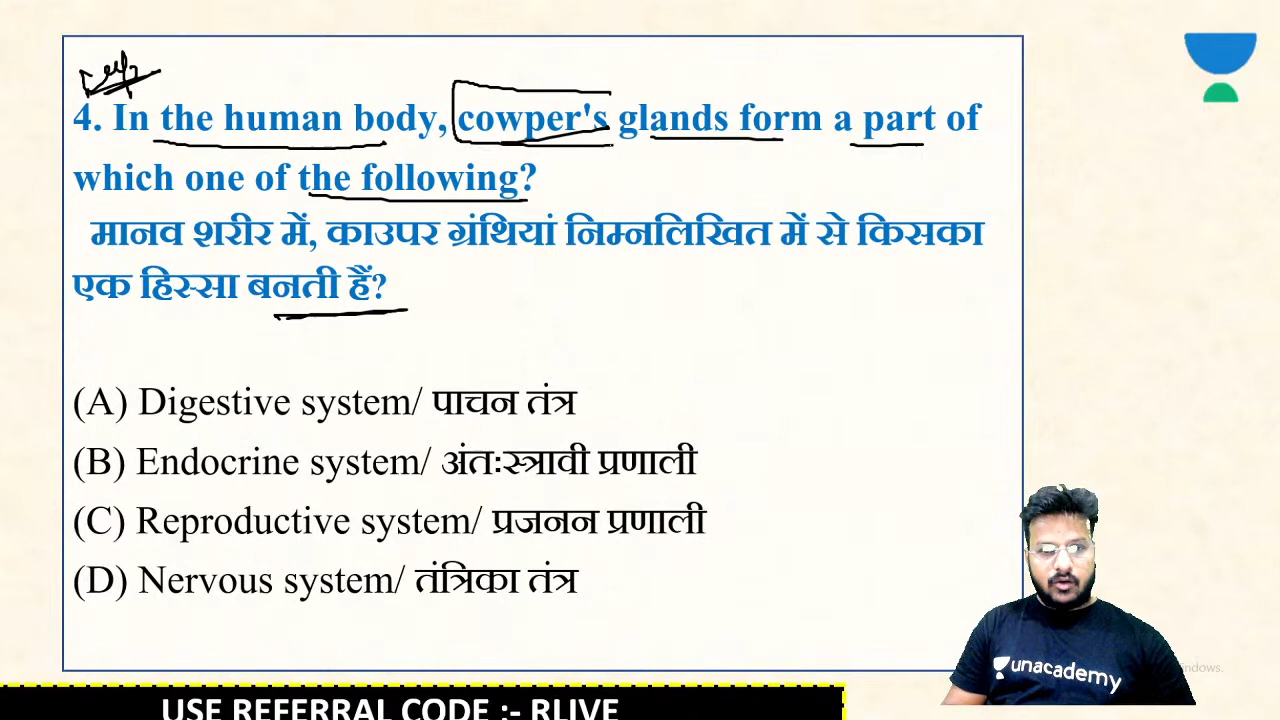 4. In the human body, cowper's glands form a part of
which one of the following?
मानव शरीर में, काउपर ग्रंथियां निम्नलिखित में से किसका
एक हिस्सा बनती हैं?
(A) Digestive system/ पाचन तंत्र
(B) Endocrine system/ अंतःस्त्रावी प्रणाली
(C) Reproductive system/ प्रजनन प्रणाली
(D) Nervous system/ तंत्रिका तंत्र
unacademy
indows.
USE REFERRAL CODE :- RLIVE